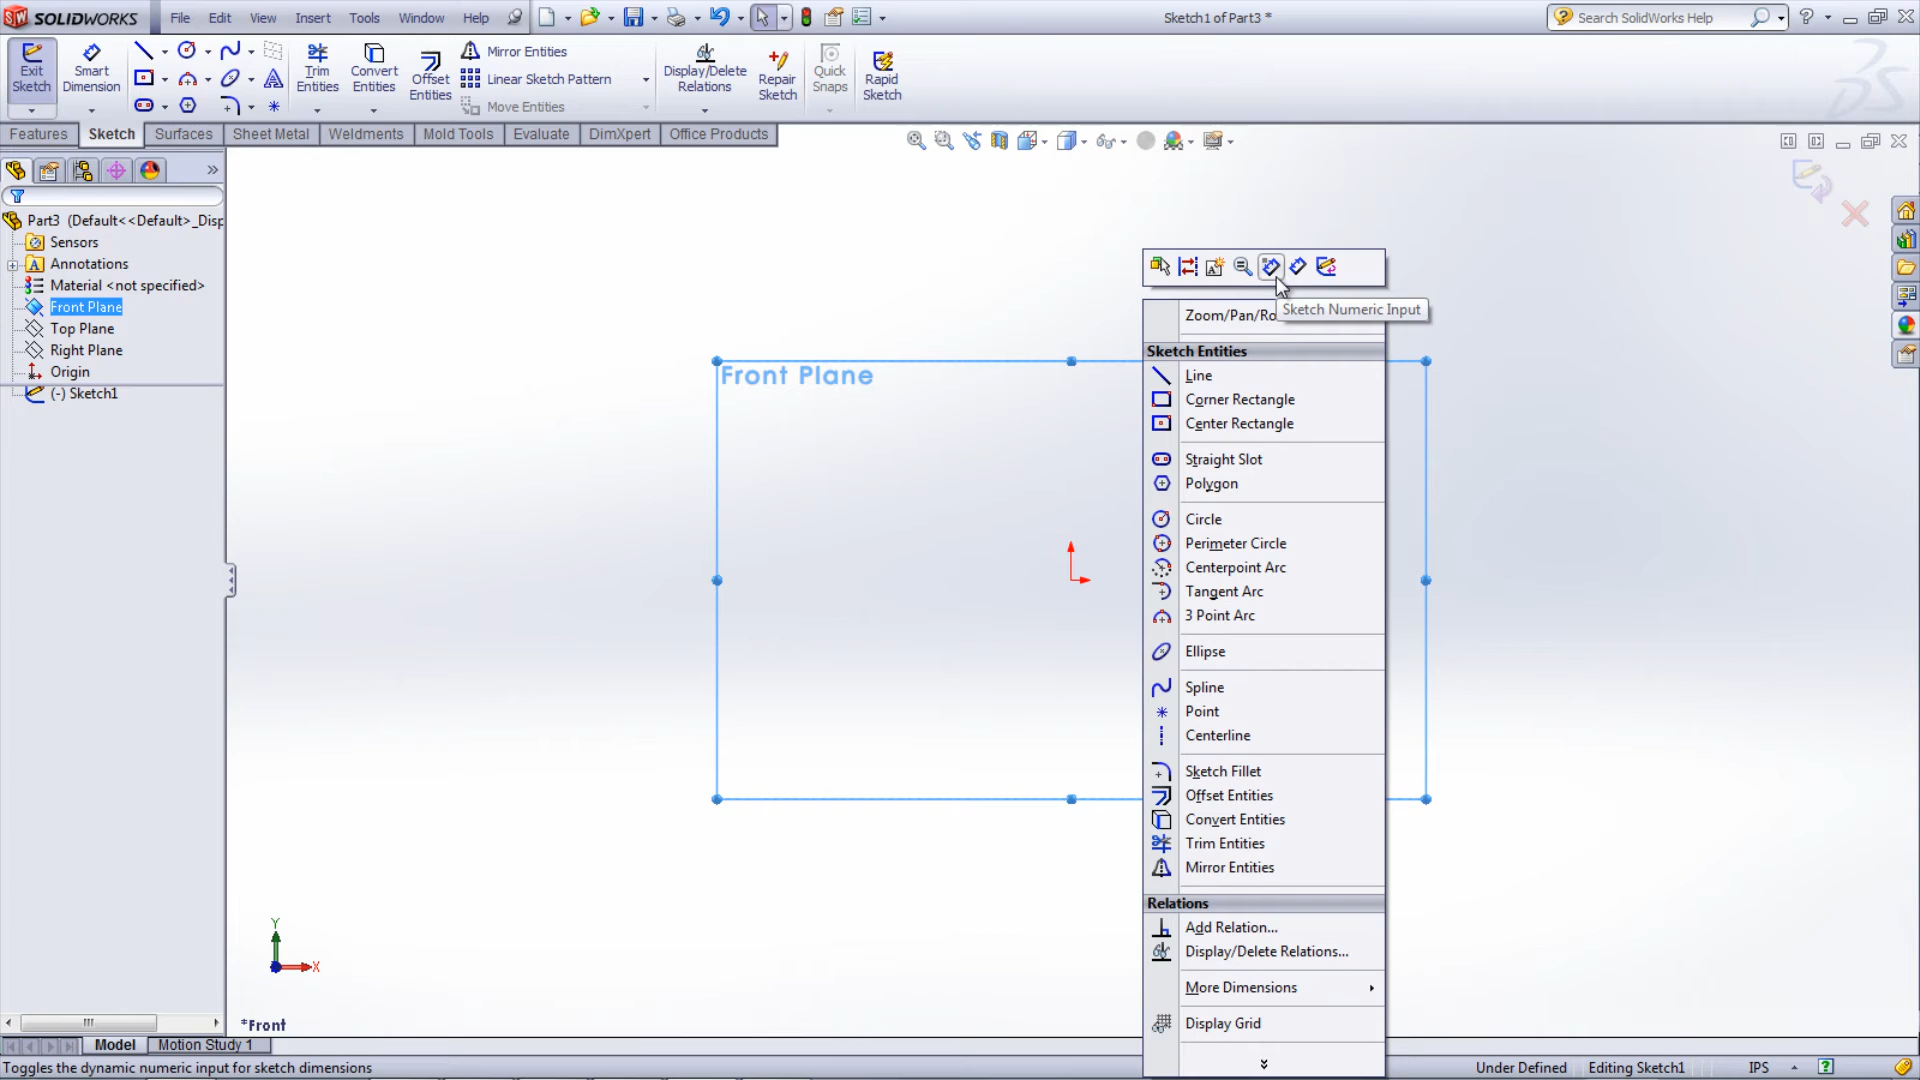 SOLIDWORKS File Edit View Insert Tools Window Help Sketch1 of Part3 * Search SolidWorks Help
Exit Sketch
Smart Dimension
Trim Entities
Convert Entities
Offset Entities
Mirror Entities
Linear Sketch Pattern
Move Entities
Display/Delete Relations
Repair Sketch
Quick Snaps
Rapid Sketch
Features Sketch Surfaces Sheet Metal Weldments Mold Tools Evaluate DimXpert Office Products
Part3 (Default<<Default>_Disp
Sensors
Annotations
Material <not specified>
Front Plane
Top Plane
Right Plane
Origin
(-) Sketch1
Front Plane
Sketch Numeric Input
Zoom/Pan/Ro
Sketch Entities
Line
Corner Rectangle
Center Rectangle
Straight Slot
Polygon
Circle
Perimeter Circle
Centerpoint Arc
Tangent Arc
3 Point Arc
Ellipse
Spline
Point
Centerline
Sketch Fillet
Offset Entities
Convert Entities
Trim Entities
Mirror Entities
Relations
Add Relation...
Display/Delete Relations...
More Dimensions
Display Grid
Y
X
*Front
Model Motion Study 1
Toggles the dynamic numeric input for sketch dimensions Under Defined Editing Sketch1 IPS